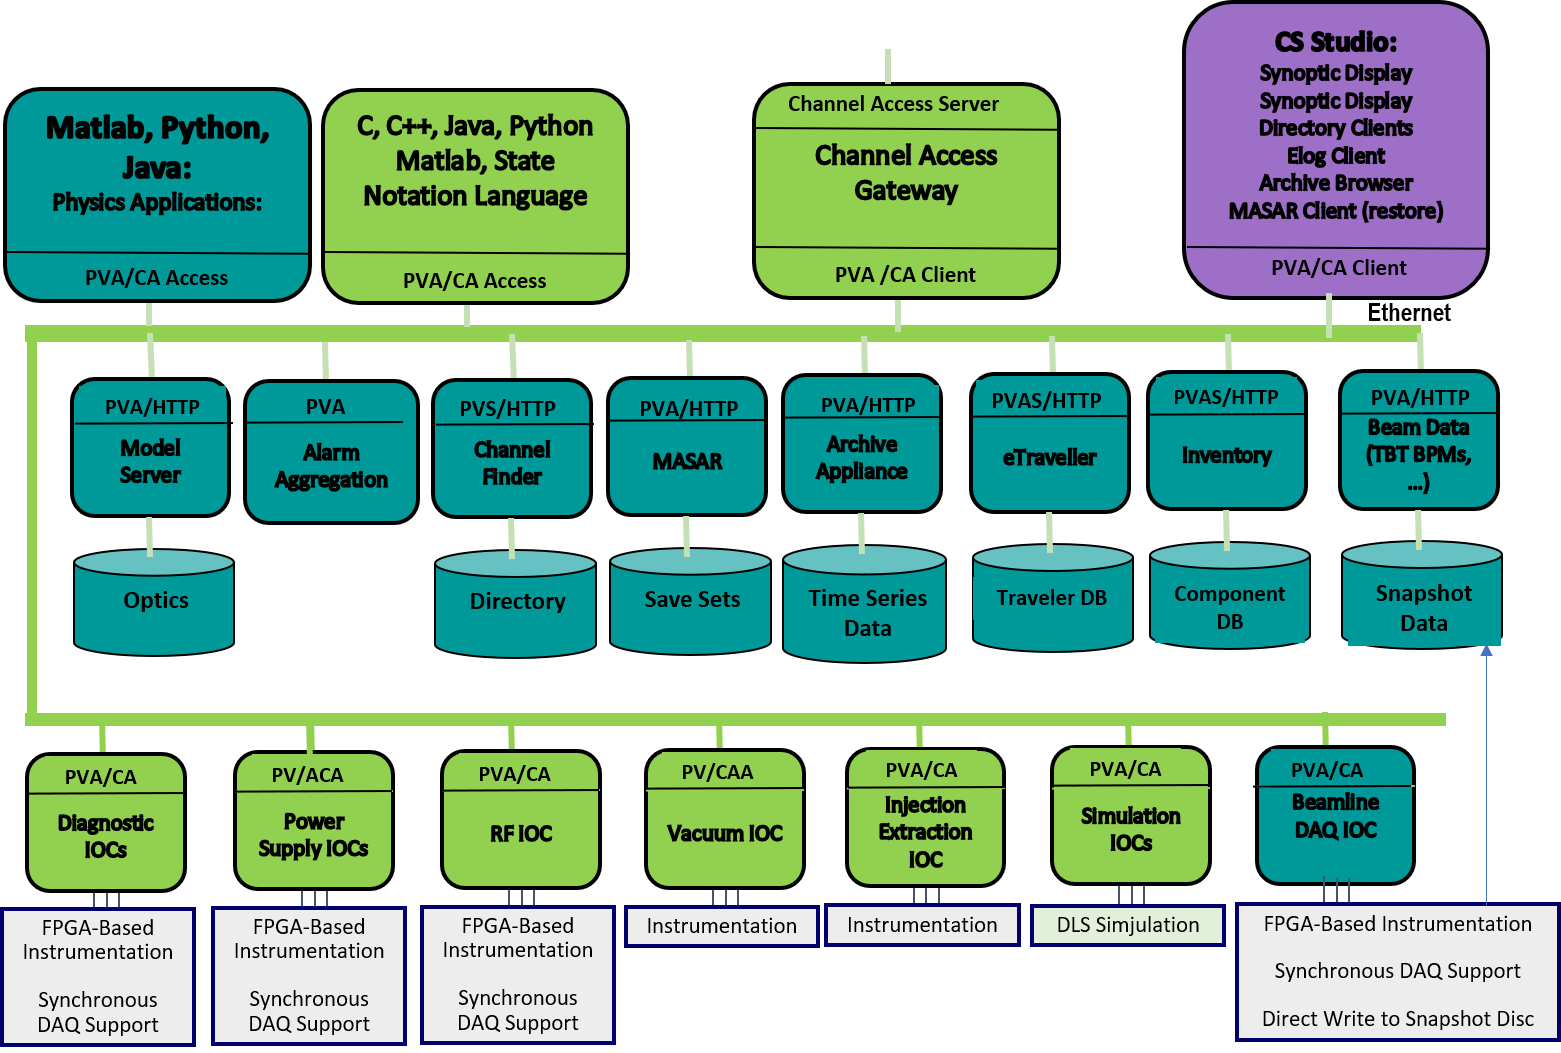 Matlab, Python,
Java:
Physics Applications:
PVA/CA Access
C, C++, Java, Python
Matlab, State
Notation Language
PVA/CA Access
Channel Access Server
Channel Access
Gateway
PVA /CA Client
CS Studio:
Synoptic Display
Synoptic Display
Directory Clients
Elog Client
Archive Browser
MASAR Client (restore)
PVA/CA Client
Ethernet
PVA/HTTP
Model
Server
Optics
PVA
Alarm
Aggregation
PVS/HTTP
Channel
Finder
Directory
PVA/HTTP
MASAR
Save Sets
PVA/HTTP
Archive
Appliance
Time Series
Data
PVAS/HTTP
eTraveller
Traveler DB
PVAS/HTTP
Inventory
Component
DB
PVA/HTTP
Beam Data
(TBT BPMs,
...)
Snapshot
Data
PVA/CA
Diagnostic
IOCs
FPGA-Based
Instrumentation
Synchronous
DAQ Support
PV/ACA
Power
Supply IOCs
FPGA-Based
Instrumentation
Synchronous
DAQ Support
PVA/CA
RF IOC
FPGA-Based
Instrumentation
Synchronous
DAQ Support
PV/CAA
Vacuum IOC
Instrumentation
PVA/CA
Injection
Extraction
IOC
Instrumentation
PVA/CA
Simulation
IOCs
DLS Simjulation
PVA/CA
Beamline
DAQ IOC
FPGA-Based Instrumentation
Synchronous DAQ Support
Direct Write to Snapshot Disc